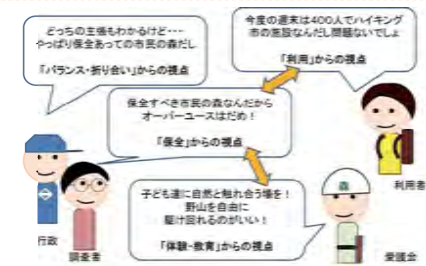 どっちの主張もわかるけど・・・
やっぱり保全あっての市民の森だし
「バランス・折り合い」からの視点
今度の週末は400人でハイキング
市の施設なんだし問題ないでしょ
「利用」からの視点
保全すべき市民の森なんだから
オーバーユースはだめ！
「保全」からの視点
子ども達に自然と触れ合う場を！
野山を自由に
駆け回れるのがいい！
「体験・教育」からの視点
森
利用者
行政
調査者
愛護会